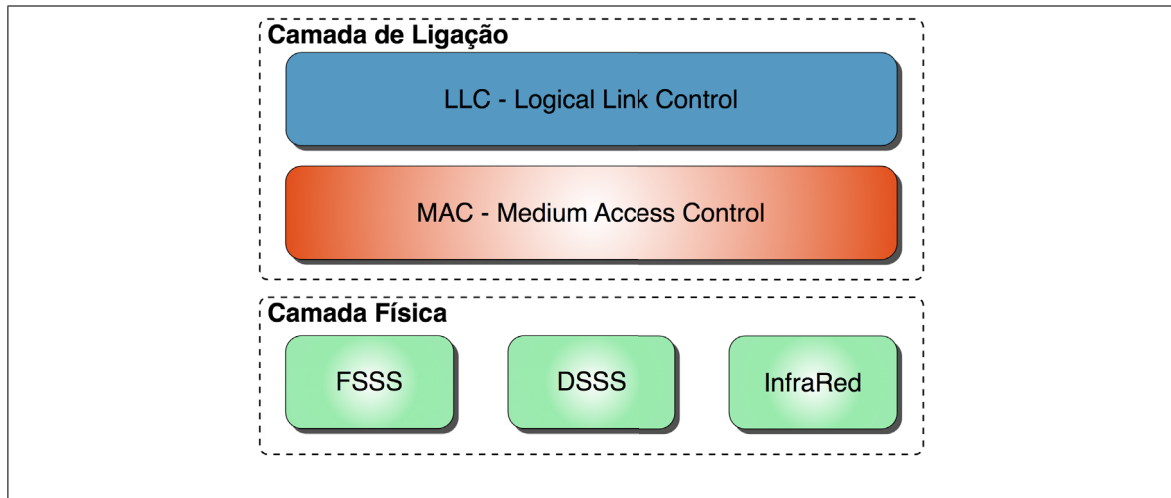 Camada de Ligação
LLC - Logical Link Control
MAC - Medium Access Control
Camada Física
FSSS
DSSS
InfraRed